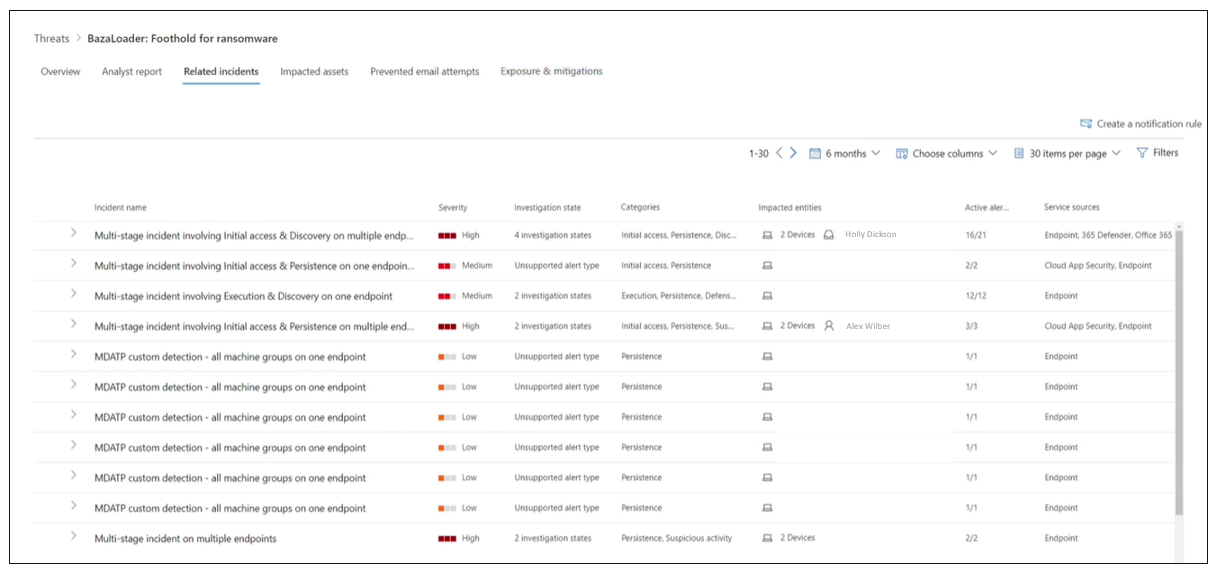 Threats > BazaLoader: Foothold for ransomware
Overview Analyst report Related incidents Impacted assets Prevented email attempts Exposure & mitigations
Create a notification rule
1-30 6 months Choose columns 30 items per page Filters
Incident name Severity Investigation state Categories Impacted entities Active aler... Service sources
Multi-stage incident involving Initial access & Discovery on multiple endp... High 4 investigation states Initial access, Persistence, Disc... 2 Devices Holly Dickson 16/21 Endpoint, 365 Defender, Office 365
Multi-stage incident involving Initial access & Persistence on one endpoin... Medium Unsupported alert type Initial access, Persistence 2/2 Cloud App Security, Endpoint
Multi-stage incident involving Execution & Discovery on one endpoint Medium 2 investigation states Execution, Persistence, Defens... 12/12 Endpoint
Multi-stage incident involving Initial access & Persistence on multiple end... High 2 investigation states Initial access, Persistence, Sus... 2 Devices Alex Wilber 3/3 Cloud App Security, Endpoint
MDATP custom detection - all machine groups on one endpoint Low Unsupported alert type Persistence 1/1 Endpoint
MDATP custom detection - all machine groups on one endpoint Low Unsupported alert type Persistence 1/1 Endpoint
MDATP custom detection - all machine groups on one endpoint Low Unsupported alert type Persistence 1/1 Endpoint
MDATP custom detection - all machine groups on one endpoint Low Unsupported alert type Persistence 1/1 Endpoint
MDATP custom detection - all machine groups on one endpoint Low Unsupported alert type Persistence 1/1 Endpoint
MDATP custom detection - all machine groups on one endpoint Low Unsupported alert type Persistence 1/1 Endpoint
Multi-stage incident on multiple endpoints High 2 investigation states Persistence, Suspicious activity 2 Devices 2/2 Endpoint